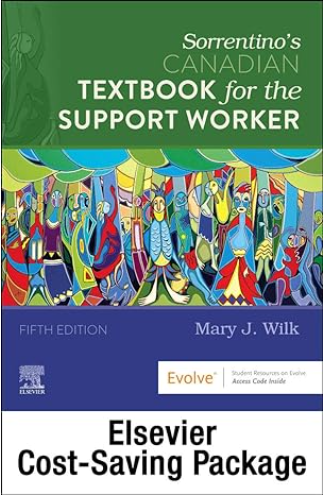 Sorrentino's
CANADIAN
TEXTBOOK for the
SUPPORT WORKER
FIFTH EDITION
Mary J. Wilk
ELSEVIER
Evolve
Student Resources on Evolve
Access Code Inside
Elsevier
Cost-Saving Package